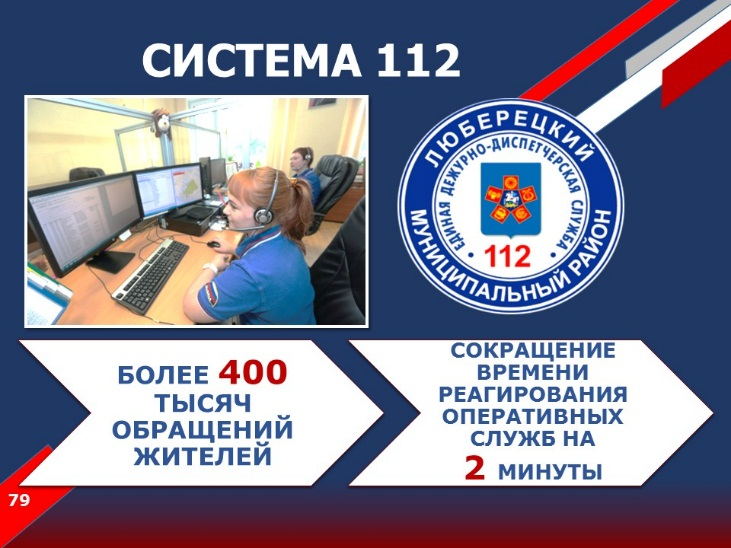 СИСТЕМА 112
ЛЮБЕРЕЦКИЙ
МУНИЦИПАЛЬНЫЙ РАЙОН
ЕДИНАЯ ДЕЖУРНО-ДИСПЕТЧЕРСКАЯ СЛУЖБА
112
БОЛЕЕ 400
ТЫСЯЧ
ОБРАЩЕНИЙ
ЖИТЕЛЕЙ
СОКРАЩЕНИЕ
ВРЕМЕНИ
РЕАГИРОВАНИЯ
ОПЕРАТИВНЫХ
СЛУЖБ НА
2 МИНУТЫ
79